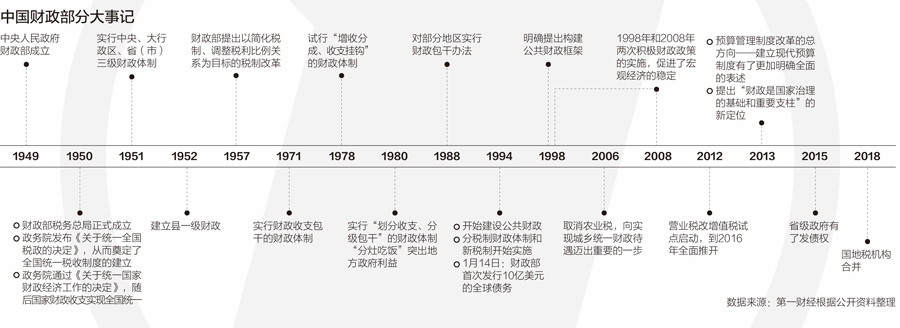 中国财政部分大事记
中央人民政府
财政部成立
实行中央、大行
政区、省（市）
三级财政体制
财政部提出以简化税
制、调整税利比例关
系为目标的税制改革
试行“增收分
成、收支挂钩”
的财政体制
对部分地区实行
财政包干办法
明确提出构建
公共财政框架
1998年和2008年
两次积极财政政策
的实施，促进了宏
观经济的稳定
预算管理制度改革的总
方向——建立现代预算
制度有了更加明确全面
的表述
提出“财政是国家治理
的基础和重要支柱”的
新定位
1949 1950 1951 1952 1957 1971 1978 1980 1988 1994 1998 2006 2008 2012 2013 2015 2018
财政部税务总局正式成立
政务院发布《关于统一全国
税政的决定》，从而奠定了
全国统一税收制度的建立
政务院通过《关于统一国家
财政经济工作的决定》，随
后国家财政收支实现全国统一
建立县一级财政
实行财政收支包
干的财政体制
实行“划分收支、分
级包干”的财政体制
“分灶吃饭”突出地
方政府利益
开始建设公共财政
分税制财政体制和
新税制开始实施
1月14日：财政部
首次发行10亿美元
的全球债务
取消农业税，向实
现城乡统一财政待
遇迈出重要的一步
营业税改增值税试
点启动，到2016
年全面推开
省级政府有
了发债权
国地税机构
合并
数据来源：第一财经根据公开资料整理